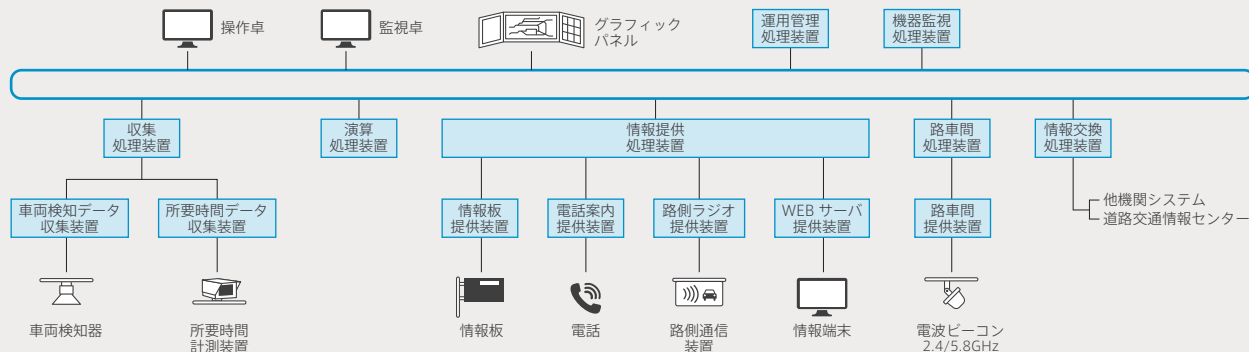 操作卓
監視卓
グラフィック
パネル
運用管理
処理装置
機器監視
処理装置
収集
処理装置
演算
処理装置
情報提供
処理装置
路車間
処理装置
情報交換
処理装置
車両検知データ
収集装置
所要時間データ
収集装置
情報板
提供装置
電話案内
提供装置
路側ラジオ
提供装置
WEB サーバ
提供装置
路車間
提供装置
他機関システム
道路交通情報センター
車両検知器
所要時間
計測装置
情報板
電話
路側通信
装置
情報端末
電波ビーコン
2.4/5.8GHz